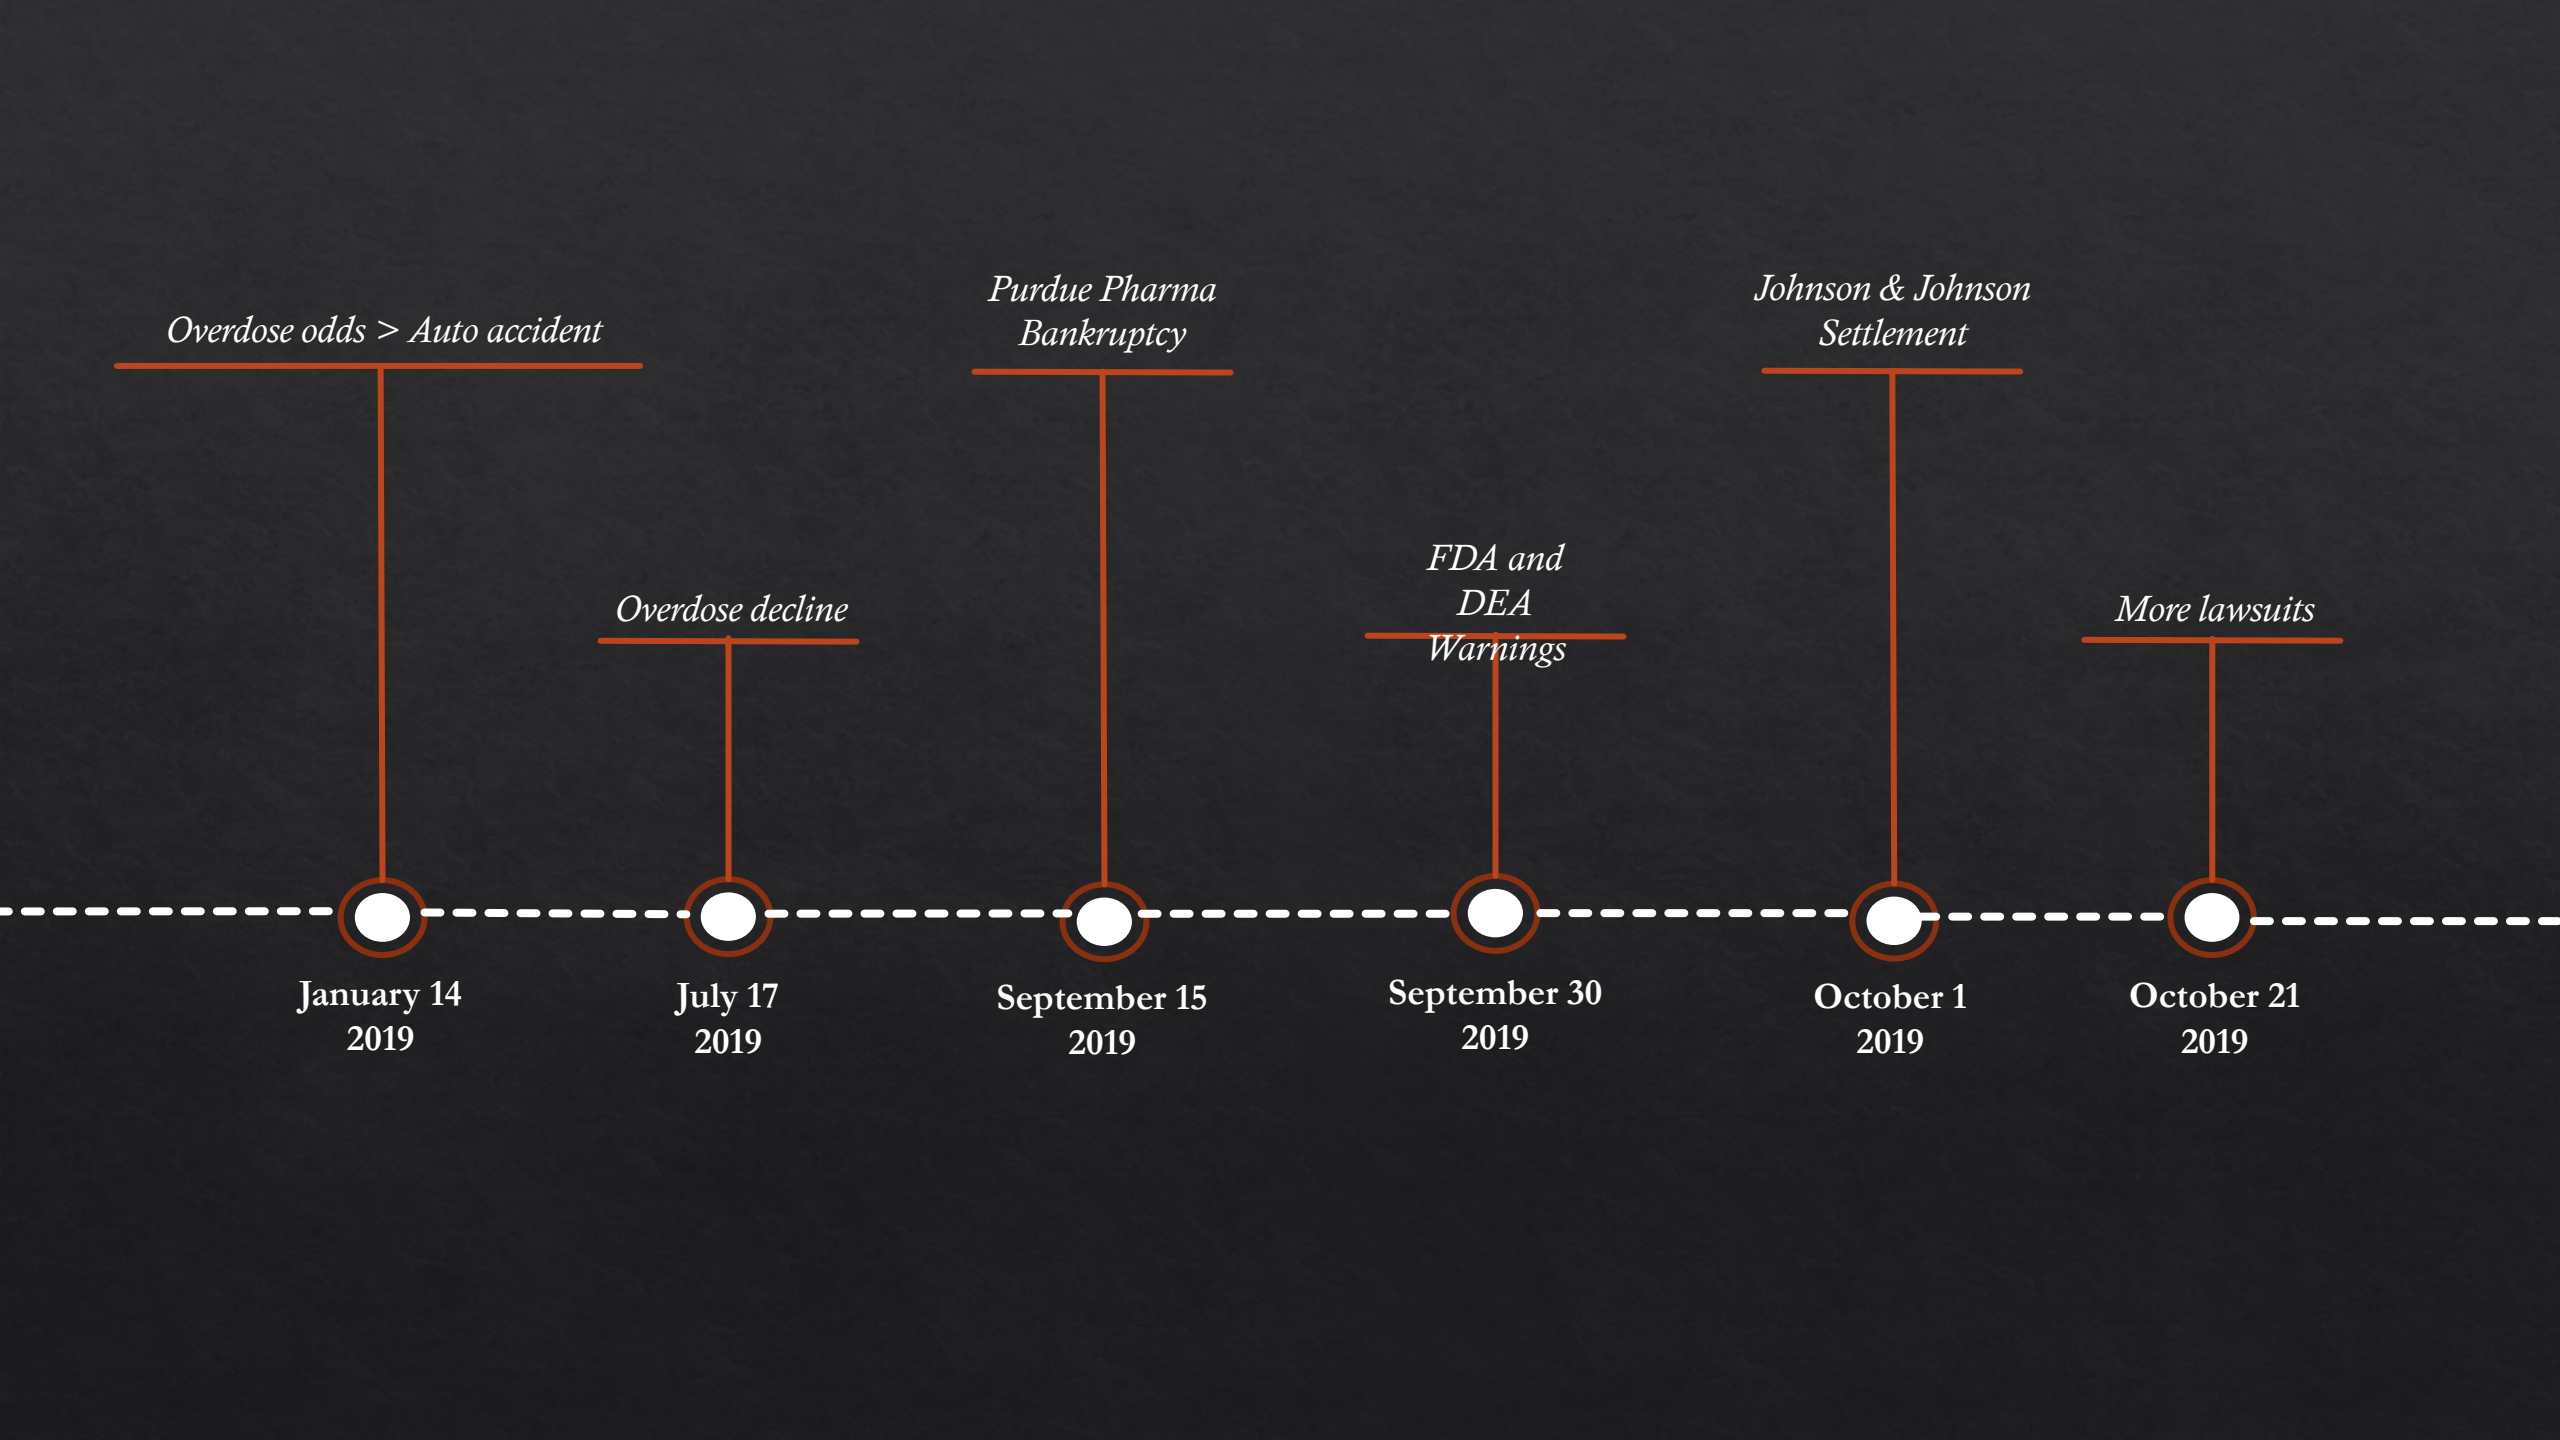 Overdose odds > Auto accident
Overdose decline
Purdue Pharma
Bankruptcy
FDA and
DEA
Warnings
Johnson & Johnson
Settlement
More lawsuits
January 14
2019
July 17
2019
September 15
2019
September 30
2019
October 1
2019
October 21
2019